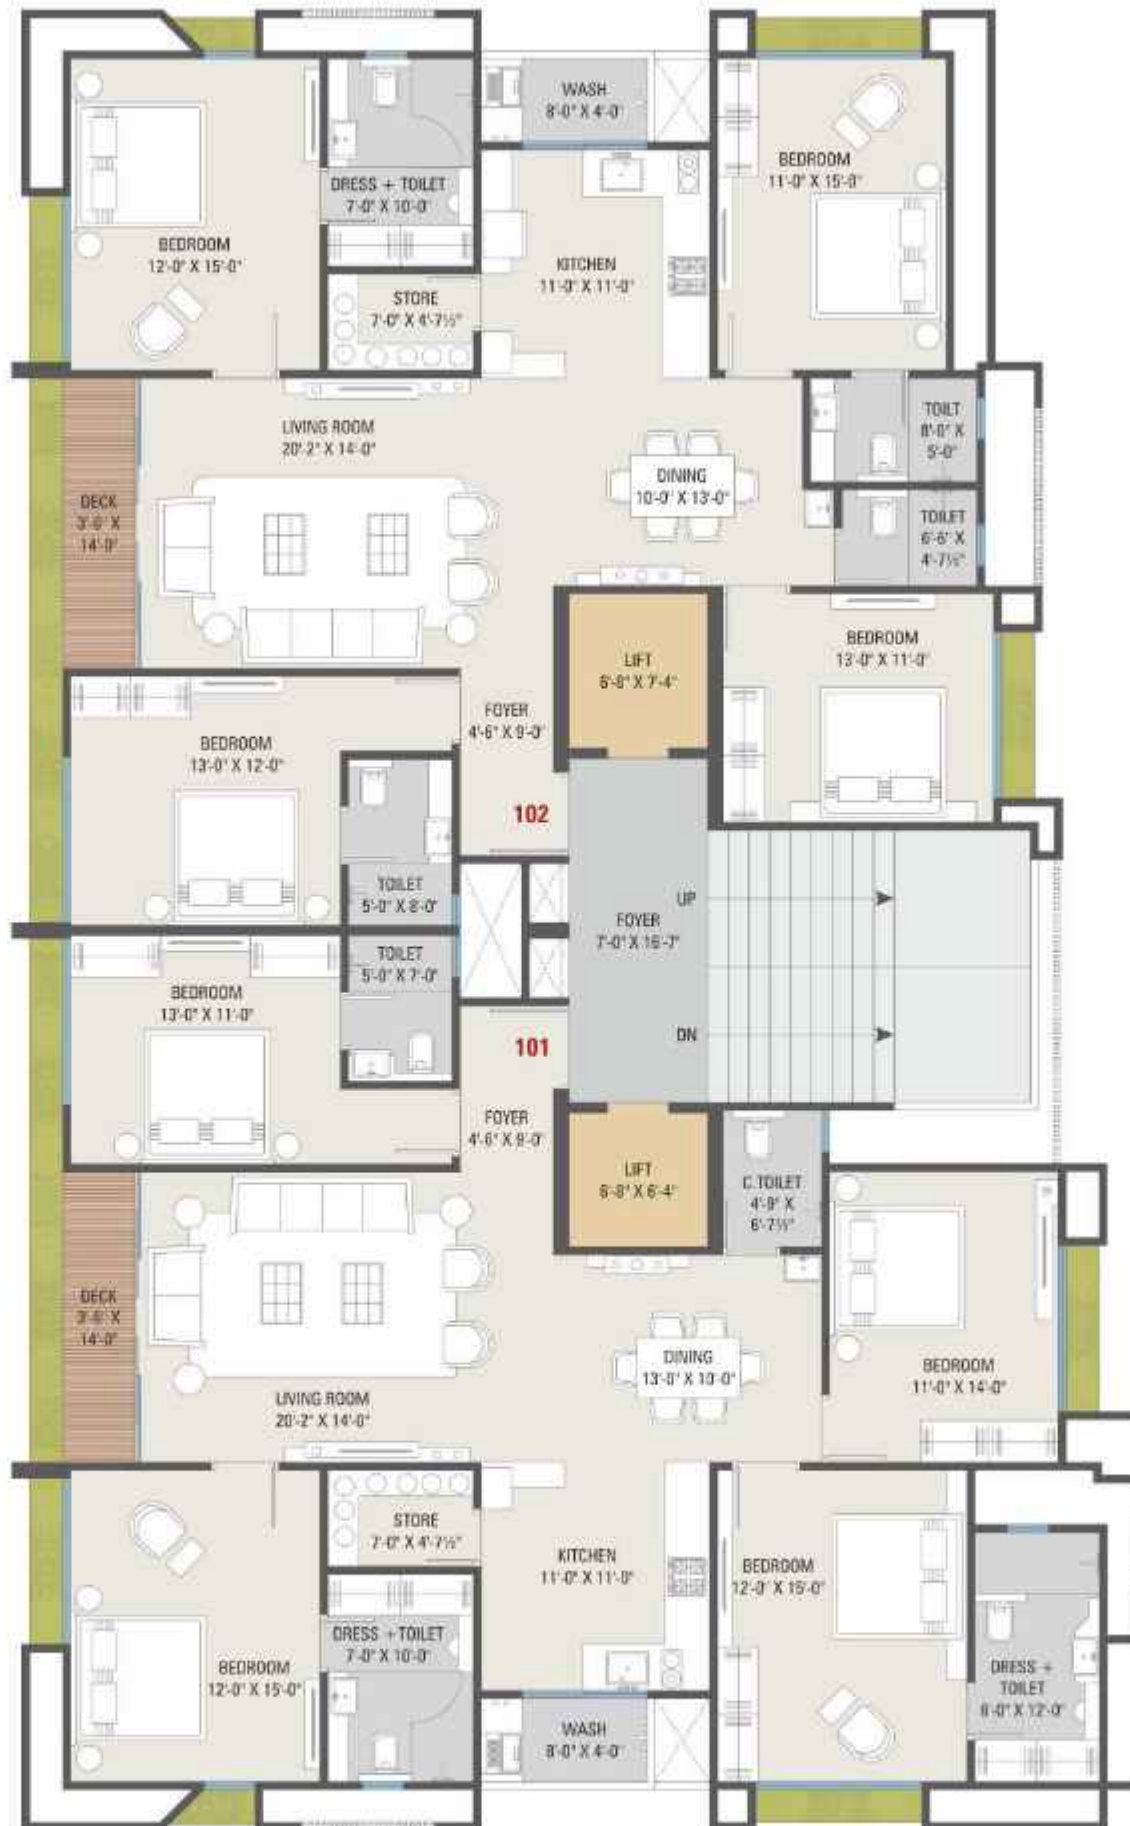 WASH
8'-0" X 4'-0"
BEDROOM
11'-0" X 15'-0"
DRESS + TOILET
7'-0" X 10'-0"
BEDROOM
12'-0" X 15'-0"
KITCHEN
11'-0" X 11'-0"
STORE
7'-0" X 4'-7½"
LIVING ROOM
20'-2" X 14'-0"
TOILT
8'-0" X
5'-0"
DINING
10'-0" X 13'-0"
DECK
3'-6" X
14'-0"
TOILET
6'-6" X
4'-7½"
BEDROOM
13'-0" X 11'-0"
LIFT
6'-8" X 7'-4"
FOYER
4'-6" X 9'-0"
BEDROOM
13'-0" X 12'-0"
102
TOILET
5'-0" X 8'-0"
UP
FOYER
7'-0" X 16'-7"
TOILET
5'-0" X 7'-0"
BEDROOM
13'-0" X 11'-0"
DN
101
FOYER
4'-6" X 9'-0"
LIFT
6'-8" X 6'-4"
C.TOILET
4'-9" X
6'-7½"
DECK
3'-6" X
14'-0"
DINING
13'-0" X 10'-0"
BEDROOM
11'-0" X 14'-0"
LIVING ROOM
20'-2" X 14'-0"
STORE
7'-0" X 4'-7½"
KITCHEN
11'-0" X 11'-0"
BEDROOM
12'-0" X 15'-0"
DRESS + TOILET
7'-0" X 10'-0"
BEDROOM
12'-0" X 15'-0"
DRESS +
TOILET
6'-0" X 12'-0"
WASH
8'-0" X 4'-0"